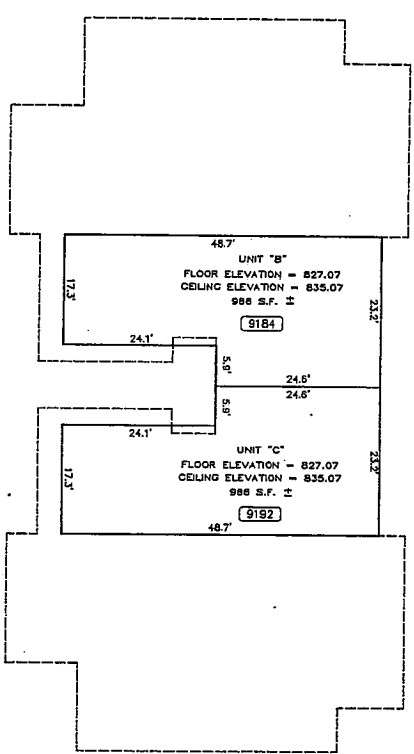 48.7'
UNIT "B"
FLOOR ELEVATION = 827.07
CEILING ELEVATION = 835.07
988 S.F. ±
9184
17.3'
23.2'
24.1'
5.9'
24.6'
24.6'
5.9'
24.1'
UNIT "C"
FLOOR ELEVATION = 827.07
CEILING ELEVATION = 835.07
988 S.F. ±
9192
17.3'
23.2'
48.7'